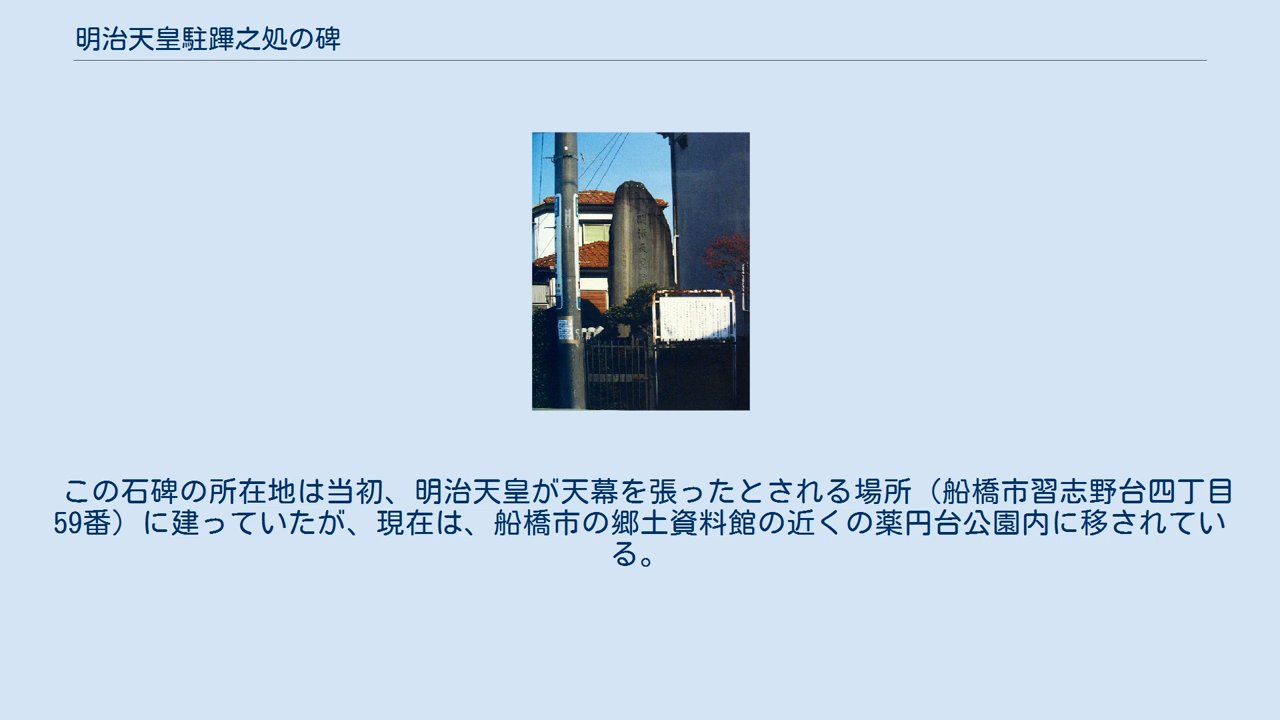 明治天皇駐蹕之処の碑
この石碑の所在地は当初、明治天皇が天幕を張ったとされる場所（船橋市習志野台四丁目
59番）に建っていたが、現在は、船橋市の郷土資料館の近くの薬円台公園内に移されてい
る。
明治天